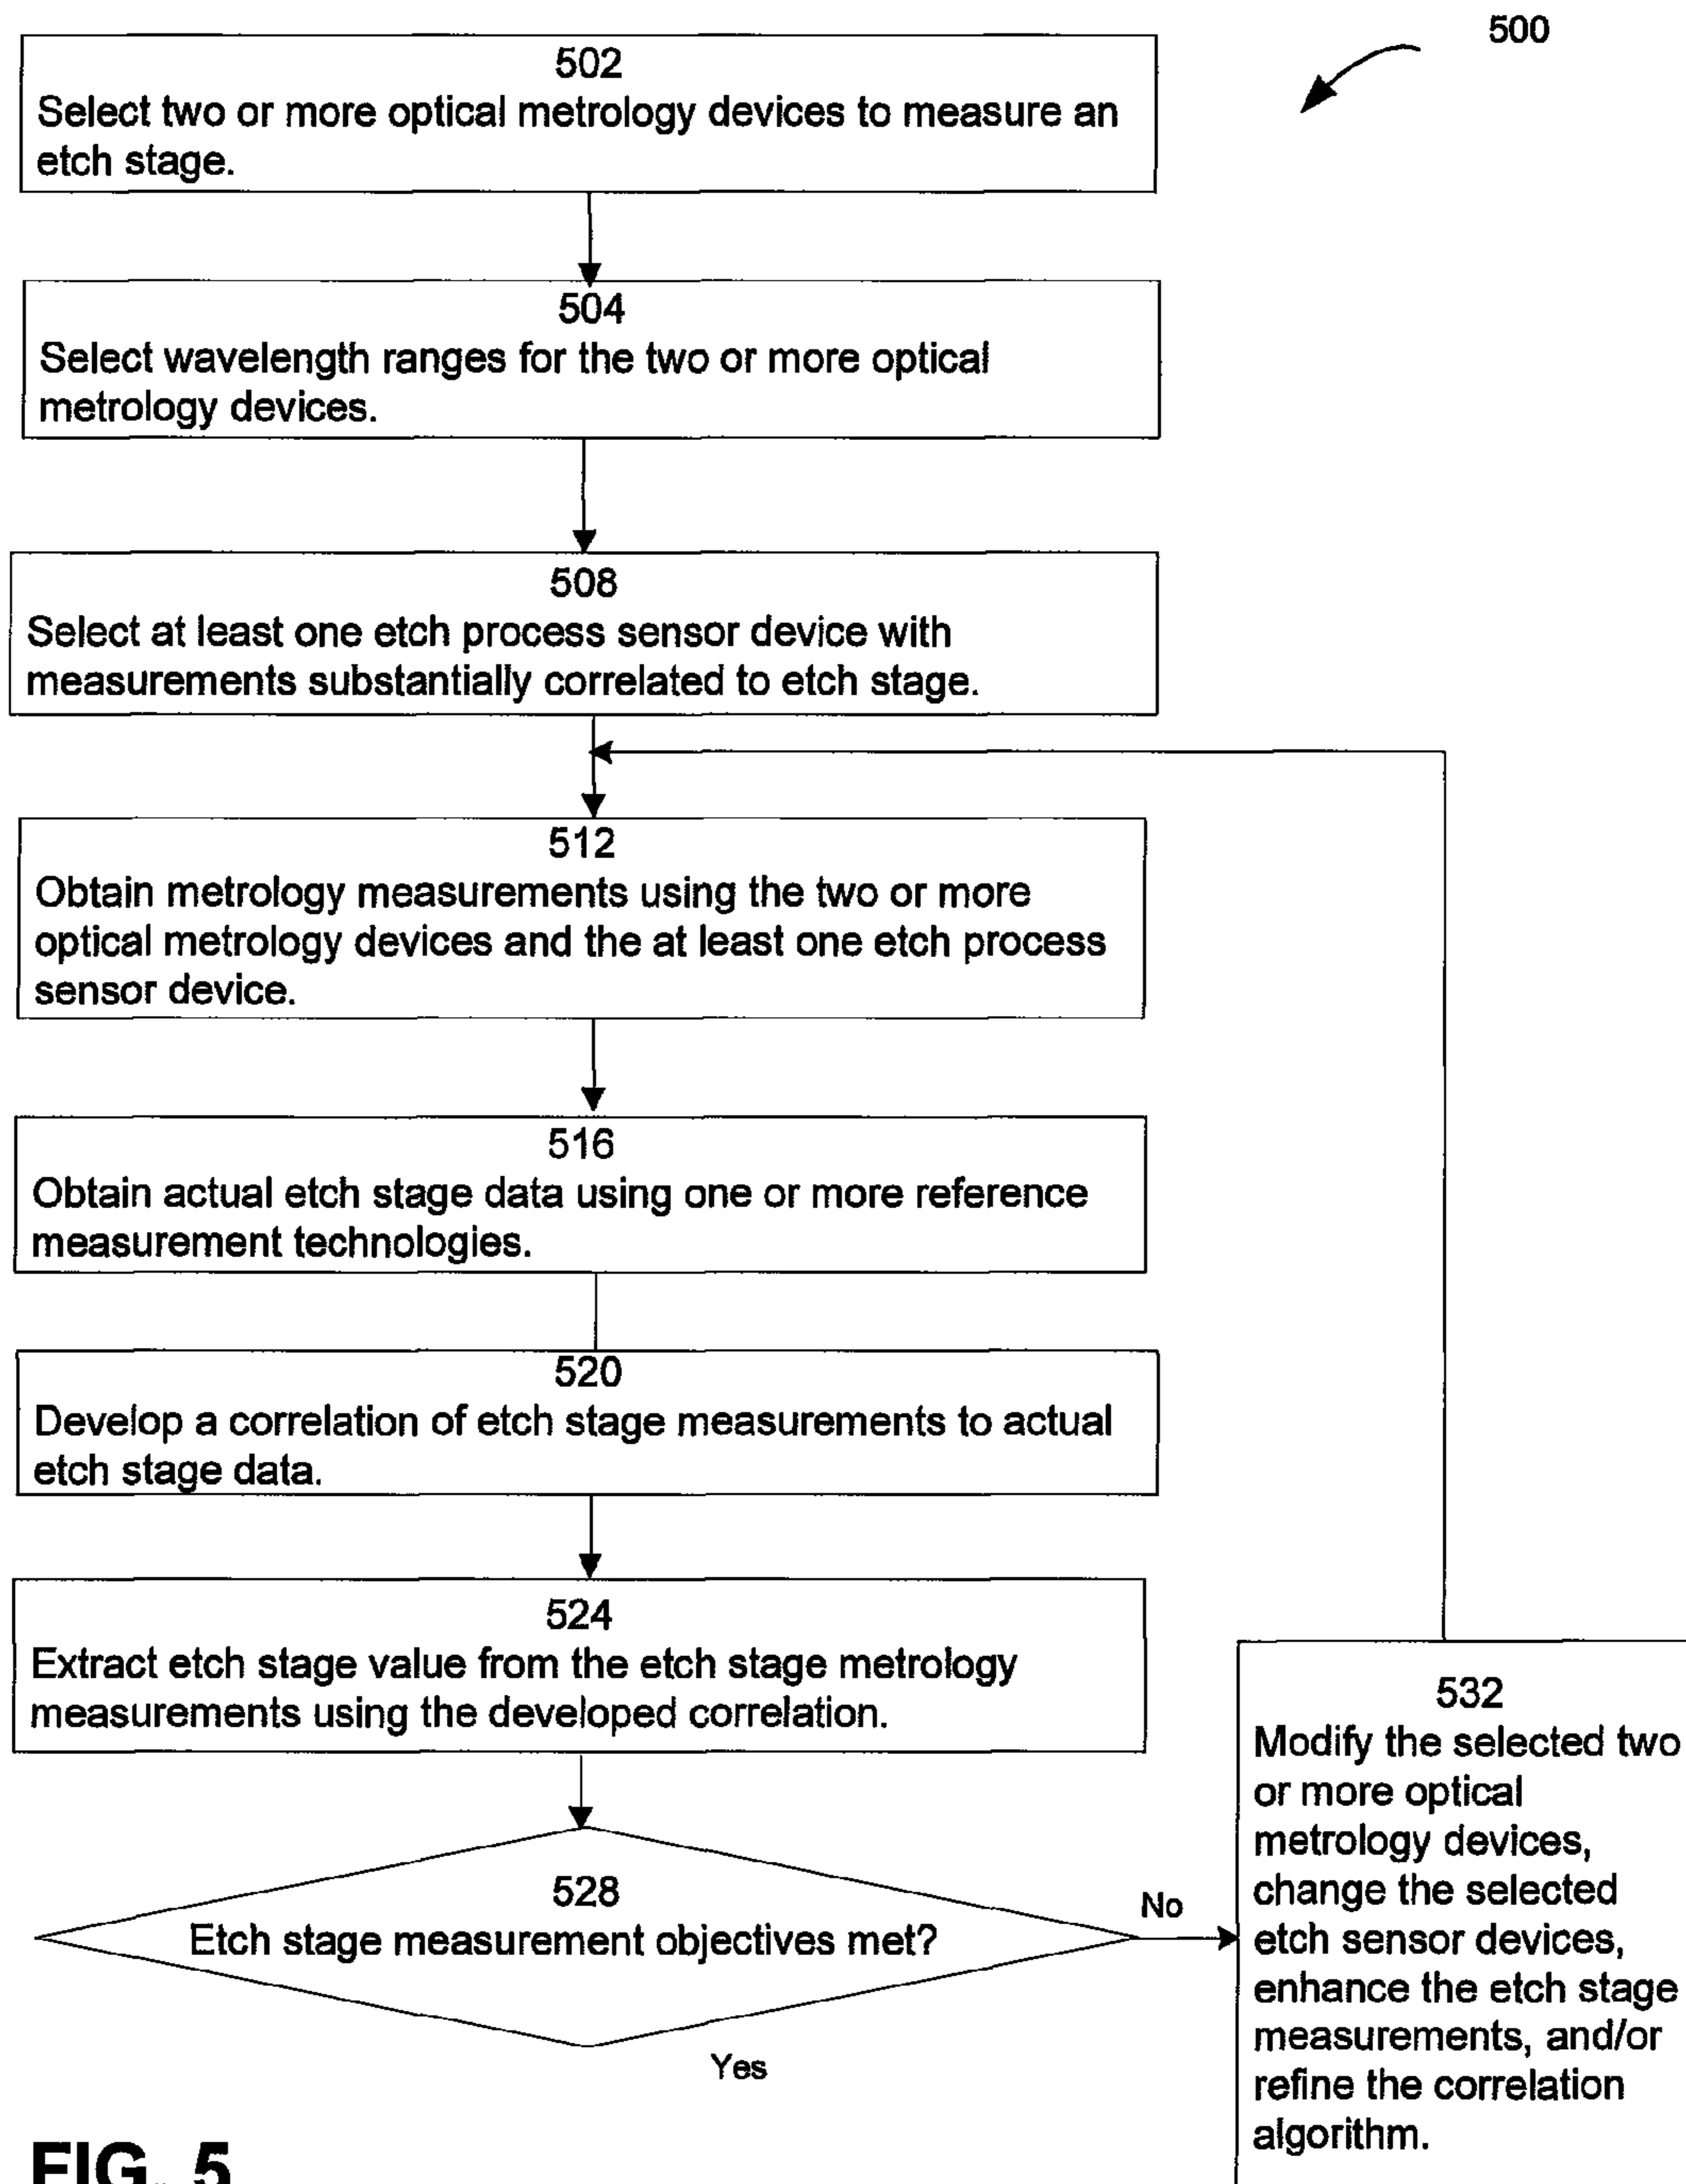 500
502
Select two or more optical metrology devices to measure an
etch stage.
504
Select wavelength ranges for the two or more optical
metrology devices.
508
Select at least one etch process sensor device with
measurements substantially correlated to etch stage.
512
Obtain metrology measurements using the two or more
optical metrology devices and the at least one etch process
sensor device.
516
Obtain actual etch stage data using one or more reference
measurement technologies.
520
Develop a correlation of etch stage measurements to actual
etch stage data.
524
Extract etch stage value from the etch stage metrology
measurements using the developed correlation.
528
Etch stage measurement objectives met?
No
Yes
532
Modify the selected two
or more optical
metrology devices,
change the selected
etch sensor devices,
enhance the etch stage
measurements, and/or
refine the correlation
algorithm.
FIG. 5